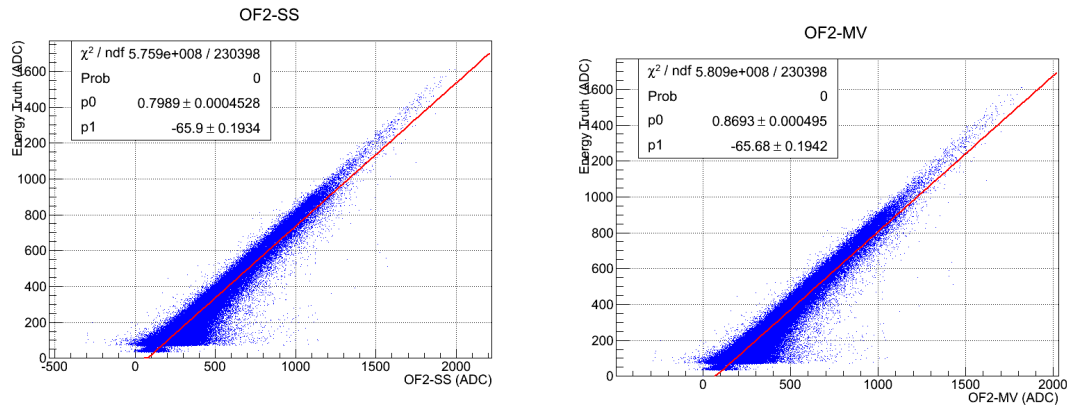 OF2-SS
χ² / ndf 5.759e+008 / 230398
Prob 0
p0 0.7989 ± 0.0004528
p1 -65.9 ± 0.1934
Energy Truth (ADC)
1600
1400
1200
1000
800
600
400
200
0
-500 0 500 1000 1500 2000
OF2-SS (ADC)
OF2-MV
χ² / ndf 5.809e+008 / 230398
Prob 0
p0 0.8693 ± 0.000495
p1 -65.68 ± 0.1942
Energy Truth (ADC)
1600
1400
1200
1000
800
600
400
200
0
0 500 1000 1500 2000
OF2-MV (ADC)